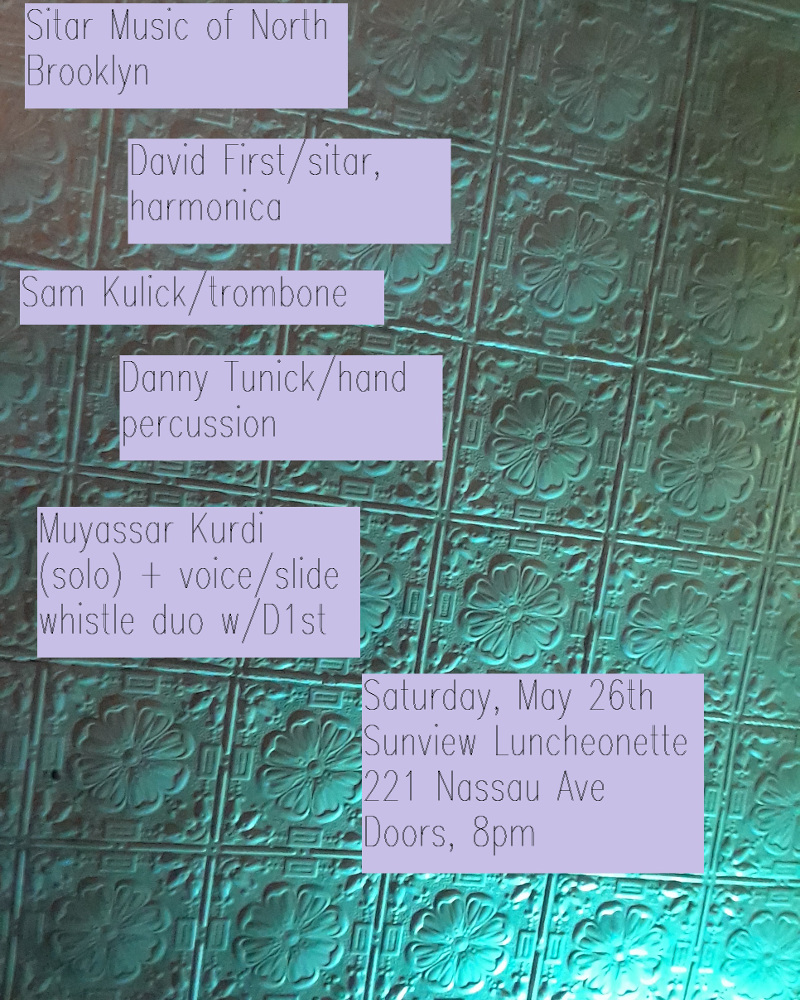 Sitar Music of North
Brooklyn
David First/sitar,
harmonica
Sam Kulick/trombone
Danny Tunick/hand
percussion
Muyassar Kurdi
(solo) + voice/slide
whistle duo w/D1st
Saturday, May 26th
Sunview Luncheonette
221 Nassau Ave
Doors, 8pm